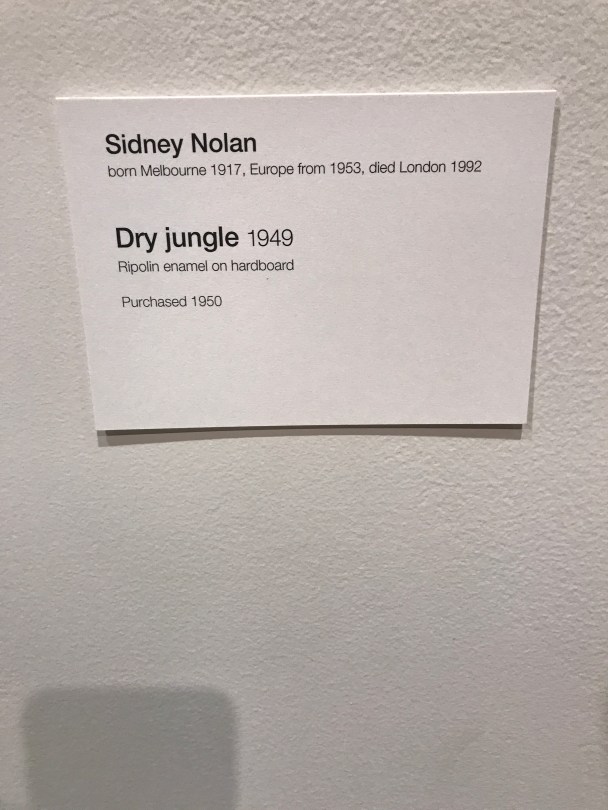 Sidney Nolan
born Melbourne 1917, Europe from 1953, died London 1992
Dry jungle 1949
Ripolin enamel on hardboard
Purchased 1950